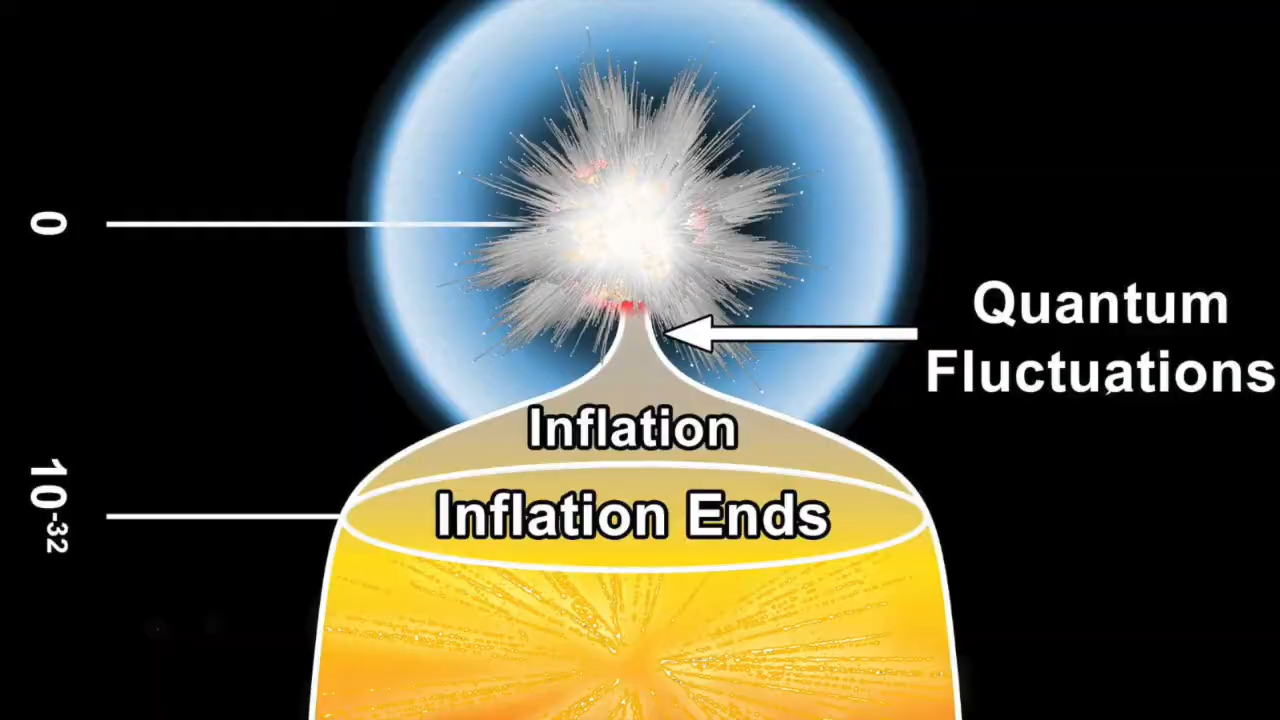 0
Quantum
Fluctuations
Inflation
Inflation Ends
10-32